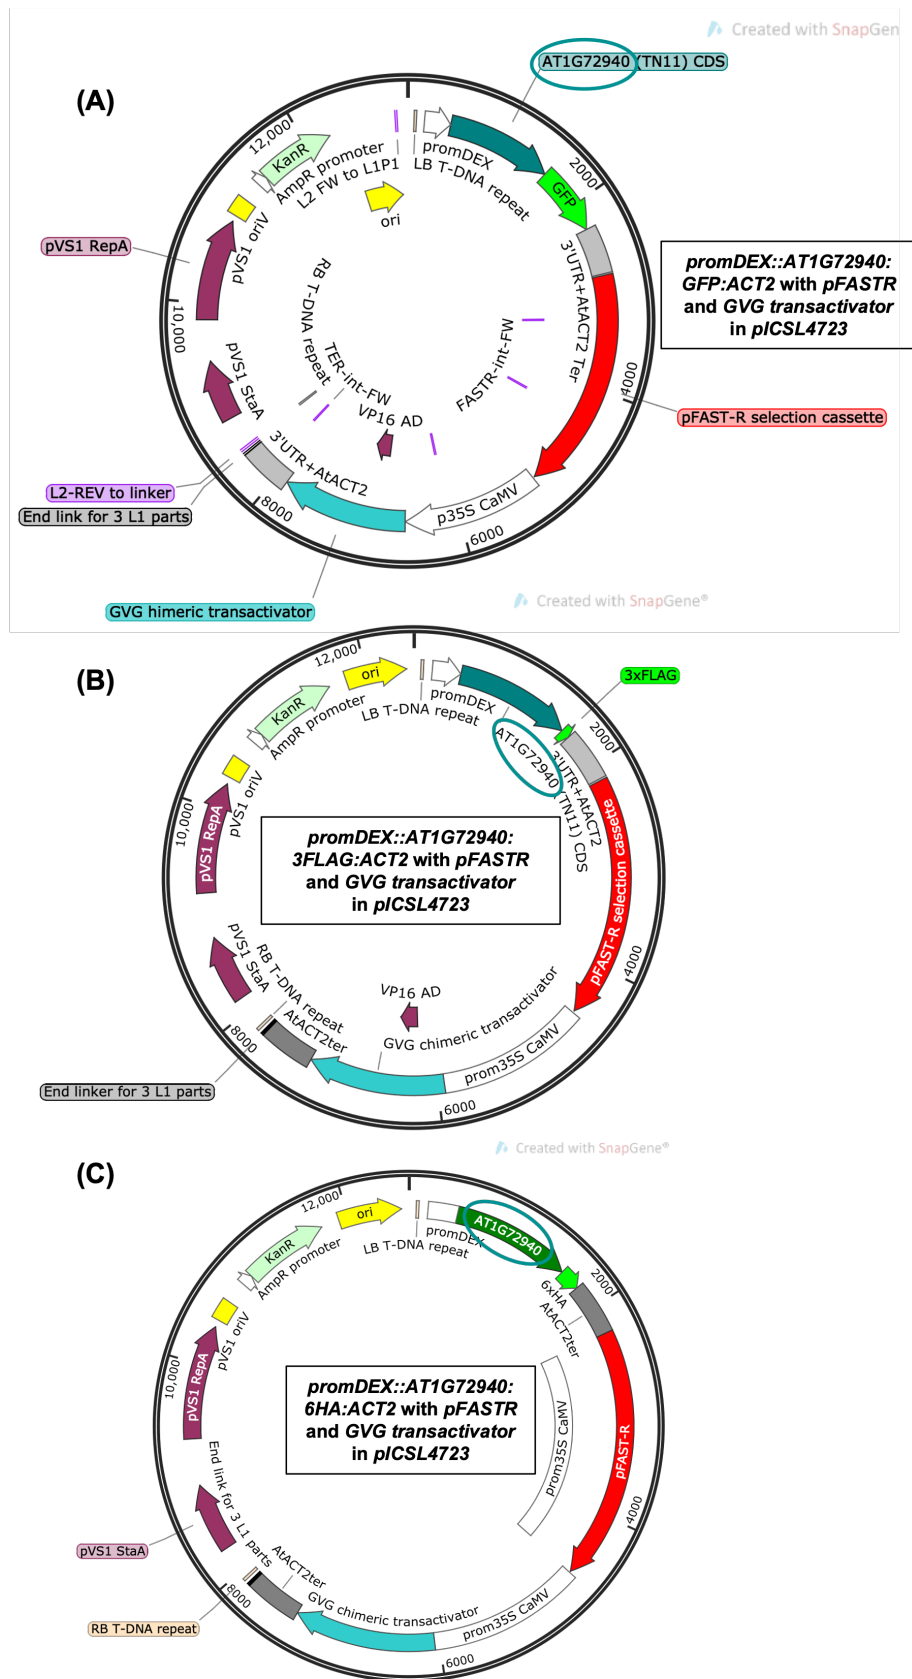 Created with SnapGen
(A)
AT1G72940 (TN11) CDS
12,000
KanR
AmpR promoter
L2 FW to L1P1
ori
promDEX
LB T-DNA repeat
2000
GFP
pVS1 oriV
pVS1 RepA
10,000
3'UTR+AtACT2 Ter
promDEX::AT1G72940:
GFP:ACT2 with pFASTR
and GVG transactivator
in pICSL4723
RB T-DNA repeat
TER-int-FW
FASTR-int-FW
4000
pFAST-R selection cassette
pVS1 StaA
VP16 AD
3'UTR+AtACT2
L2-REV to linker
End link for 3 L1 parts
8000
p35S CaMV
6000
GVG himeric transactivator
Created with SnapGene®
(B)
12,000
ori
3xFLAG
KanR
AmpR promoter
LB T-DNA repeat
promDEX
2000
AT1G72940 (TN11) CDS
3'UTR+AtACT2
pVS1 oriV
10,000
pVS1 RepA
promDEX::AT1G72940:
3FLAG:ACT2 with pFASTR
and GVG transactivator
in pICSL4723
pFAST-R selection cassette
4000
pVS1 StaA
RB T-DNA repeat
VP16 AD
GVG chimeric transactivator
AtACT2ter
8000
prom35S CaMV
End linker for 3 L1 parts
6000
Created with SnapGene®
(C)
12,000
ori
AT1G72940
KanR
AmpR promoter
LB T-DNA repeat
promDEX
2000
6xHA
AtACT2ter
pVS1 oriV
10,000
pVS1 RepA
promDEX::AT1G72940:
6HA:ACT2 with pFASTR
and GVG transactivator
in pICSL4723
prom35S CaMV
pFAST-R
4000
End link for 3 L1 parts
pVS1 StaA
AtACT2ter
8000
GVG chimeric transactivator
prom35S CaMV
RB T-DNA repeat
6000